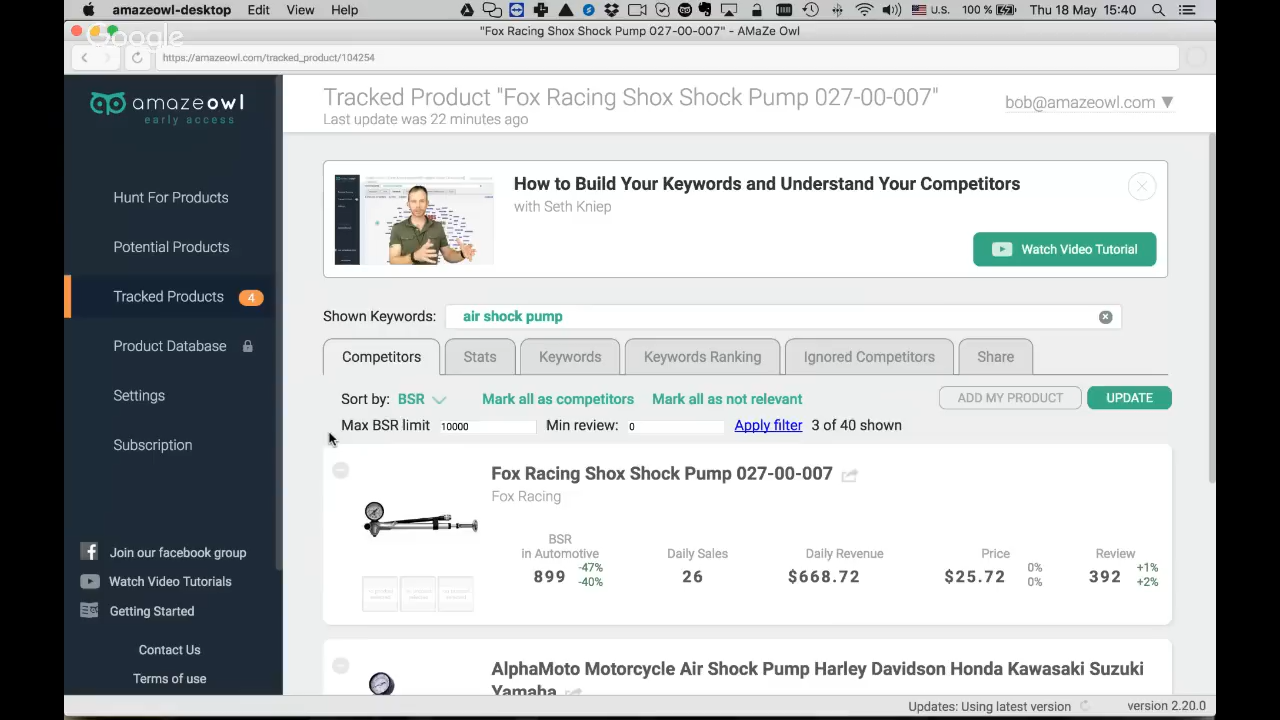 amazeowl-desktop Edit View Help U.S. 100 % Thu 18 May 15:40
"Fox Racing Shox Shock Pump 027-00-007" - AMaZe Owl
Google
https://amazeowl.com/tracked_product/104254
amazeowl
early access
Tracked Product "Fox Racing Shox Shock Pump 027-00-007"
Last update was 22 minutes ago
bob@amazeowl.com ▼
Hunt For Products
Potential Products
Tracked Products 4
Product Database
Settings
Subscription
Join our facebook group
Watch Video Tutorials
Getting Started
Contact Us
Terms of use
How to Build Your Keywords and Understand Your Competitors
with Seth Kniep
Watch Video Tutorial
Shown Keywords: air shock pump
Competitors Stats Keywords Keywords Ranking Ignored Competitors Share
Sort by: BSR Mark all as competitors Mark all as not relevant ADD MY PRODUCT UPDATE
Max BSR limit 10000 Min review: 0 Apply filter 3 of 40 shown
Fox Racing Shox Shock Pump 027-00-007
Fox Racing
BSR
in Automotive Daily Sales Daily Revenue Price Review
899 -47% 26 $668.72 $25.72 0% 392 +1%
-40% 0% +2%
AlphaMoto Motorcycle Air Shock Pump Harley Davidson Honda Kawasaki Suzuki
Yamaha
Updates: Using latest version version 2.20.0